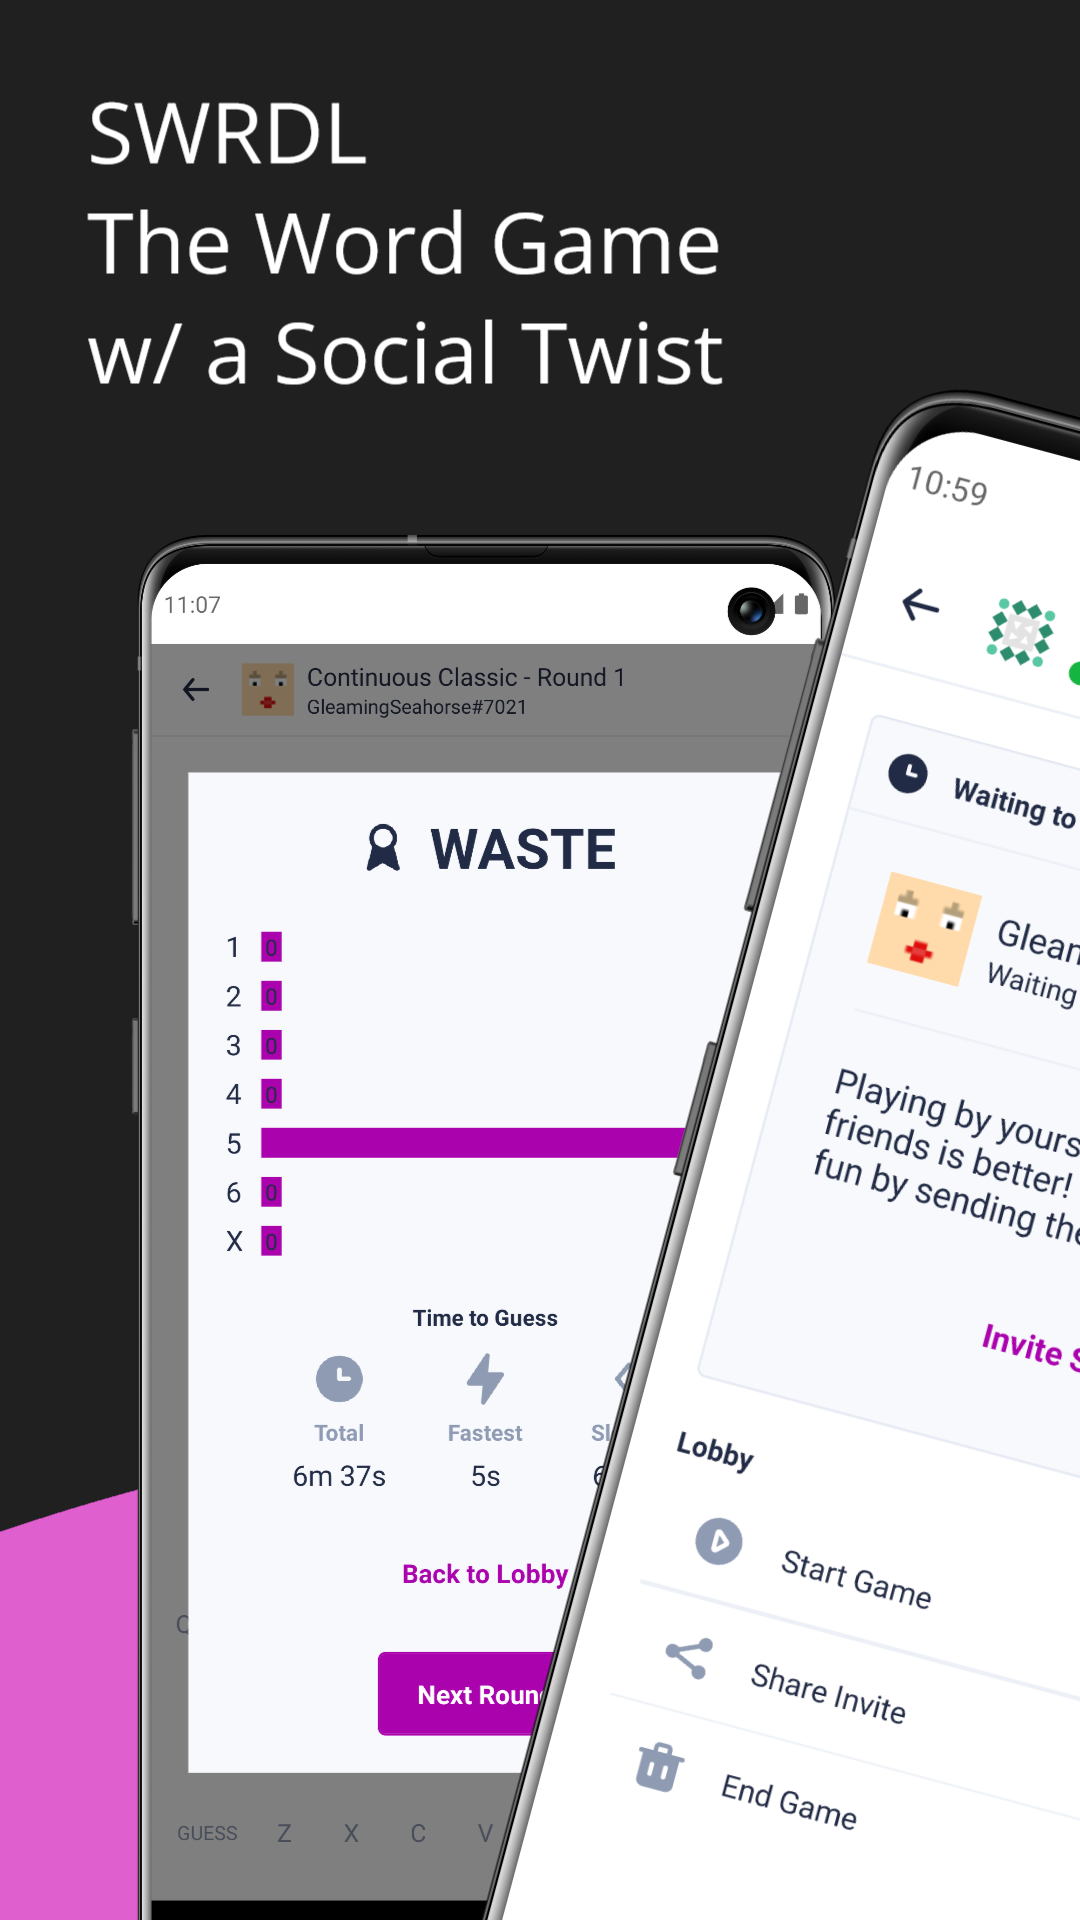 SWRDL
The Word Game
w/ a Social Twist
11:07
Continuous Classic - Round 1
GleamingSeahorse#7021
WASTE
1 0
2 0
3 0
4 0
5
6 0
X 0
Time to Guess
Total Fastest Sl
6m 37s 5s 6
Back to Lobby
Next Roun
Q
GUESS Z X C V
10:59
Waiting to
Glean
Waiting
Playing by yours
friends is better!
fun by sending the
Invite S
Lobby
Start Game
Share Invite
End Game